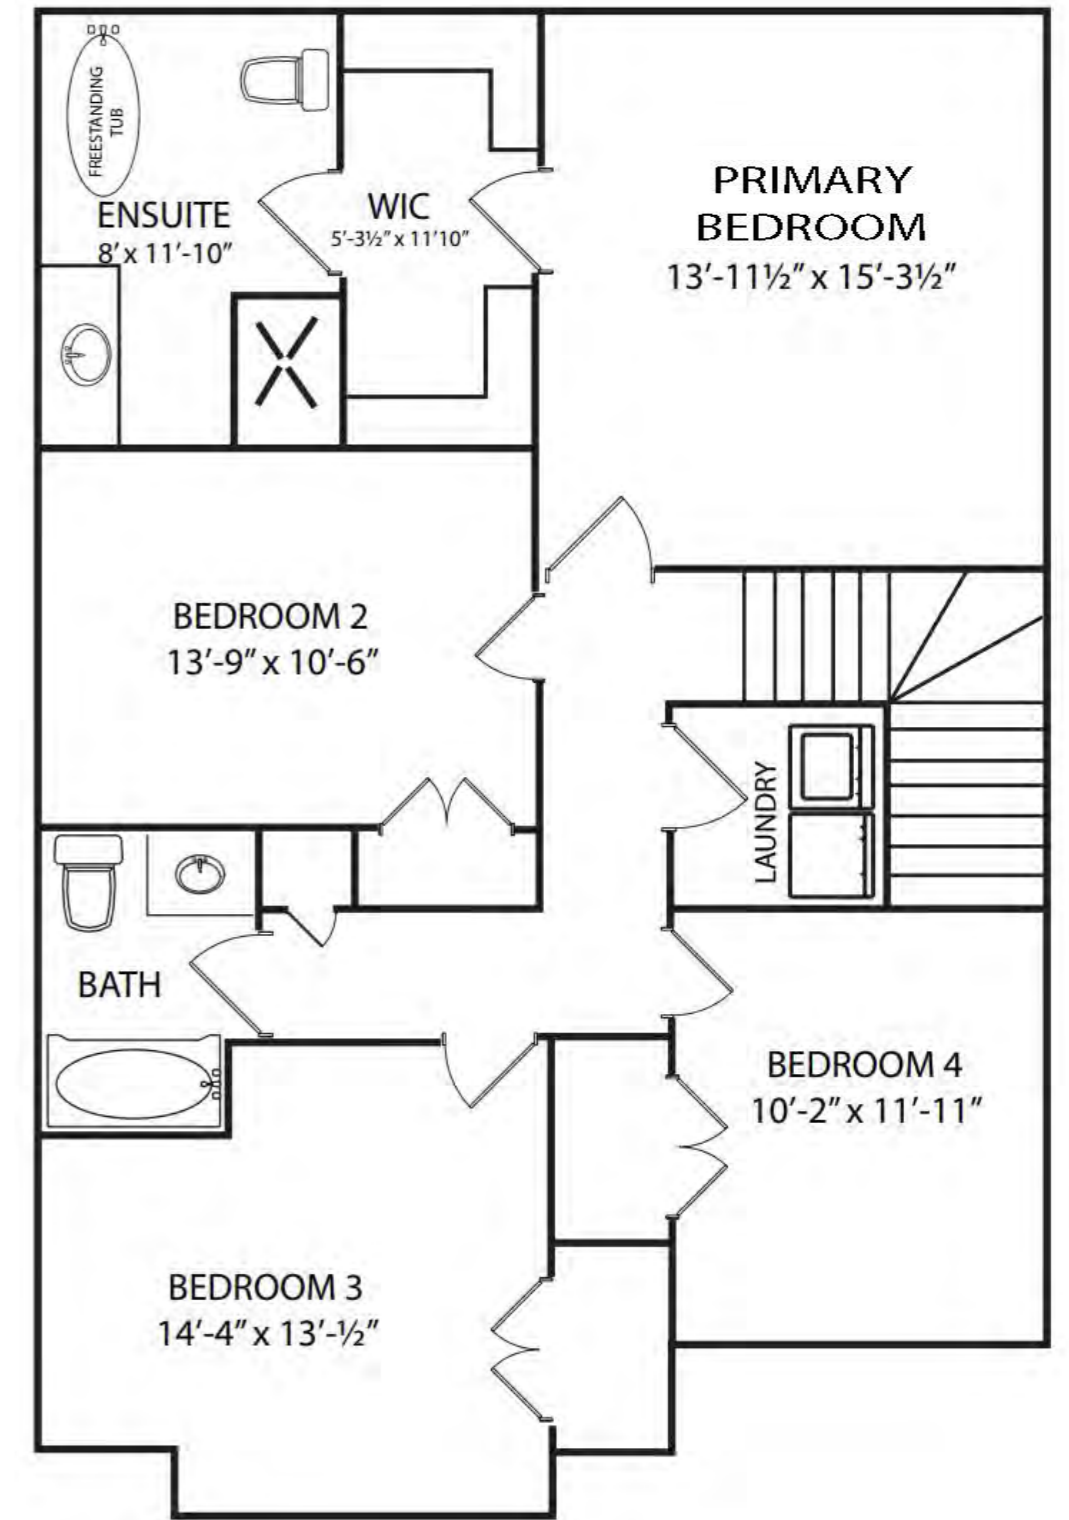 FREESTANDING
TUB
ENSUITE
8’ x 11’-10”
WIC
5’-3½” x 11’10”
PRIMARY
BEDROOM
13’-11½” x 15’-3½”
BEDROOM 2
13’-9” x 10’-6”
LAUNDRY
BATH
BEDROOM 4
10’-2” x 11’-11”
BEDROOM 3
14’-4” x 13’-½”